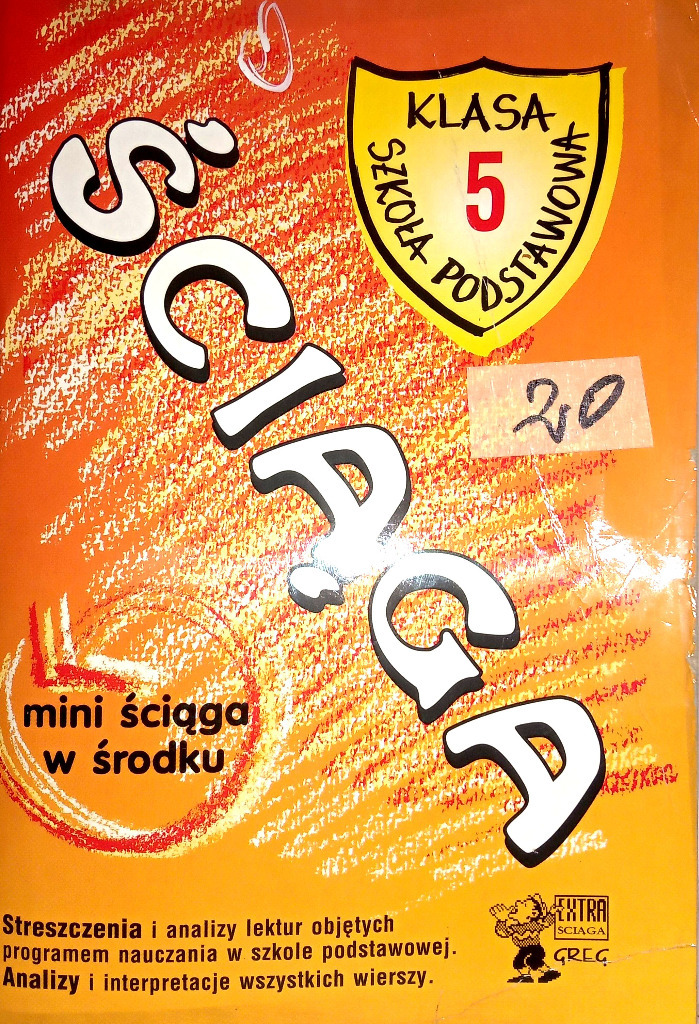 KLASA
5
SZKOŁA PODSTAWOWA
ŚCIĄGA
20
mini ściąga
w środku
Streszczenia i analizy lektur objętych
programem nauczania w szkole podstawowej.
Analizy i interpretacje wszystkich wierszy.
EXTRA
ŚCIĄGA
GREG